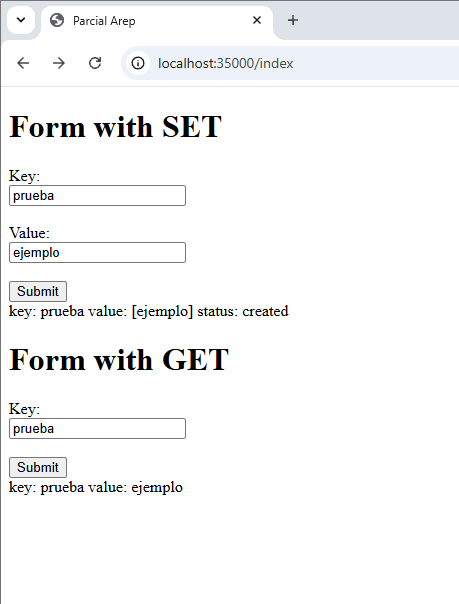 Parcial Arep
localhost:35000/index
Form with SET
Key:
prueba
Value:
ejemplo
Submit
key: prueba value: [ejemplo] status: created
Form with GET
Key:
prueba
Submit
key: prueba value: ejemplo